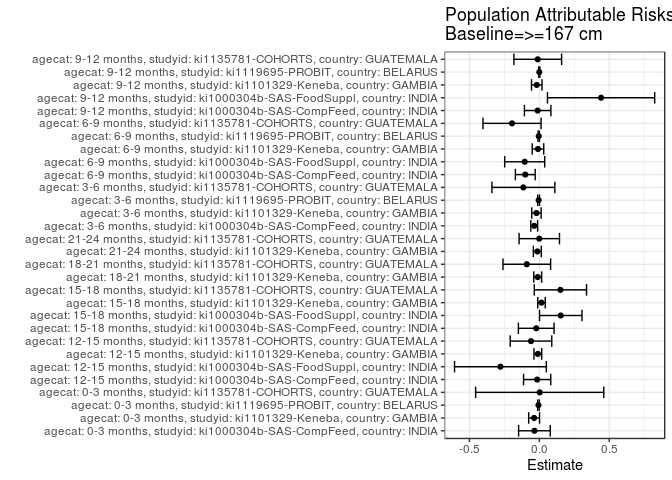 Population Attributable Risks
Baseline=>=167 cm
agecat: 9-12 months, studyid: ki1135781-COHORTS, country: GUATEMALA
agecat: 9-12 months, studyid: ki1119695-PROBIT, country: BELARUS
agecat: 9-12 months, studyid: ki1101329-Keneba, country: GAMBIA
agecat: 9-12 months, studyid: ki1000304b-SAS-FoodSuppl, country: INDIA
agecat: 9-12 months, studyid: ki1000304b-SAS-CompFeed, country: INDIA
agecat: 6-9 months, studyid: ki1135781-COHORTS, country: GUATEMALA
agecat: 6-9 months, studyid: ki1119695-PROBIT, country: BELARUS
agecat: 6-9 months, studyid: ki1101329-Keneba, country: GAMBIA
agecat: 6-9 months, studyid: ki1000304b-SAS-FoodSuppl, country: INDIA
agecat: 6-9 months, studyid: ki1000304b-SAS-CompFeed, country: INDIA
agecat: 3-6 months, studyid: ki1135781-COHORTS, country: GUATEMALA
agecat: 3-6 months, studyid: ki1119695-PROBIT, country: BELARUS
agecat: 3-6 months, studyid: ki1101329-Keneba, country: GAMBIA
agecat: 3-6 months, studyid: ki1000304b-SAS-CompFeed, country: INDIA
agecat: 21-24 months, studyid: ki1135781-COHORTS, country: GUATEMALA
agecat: 21-24 months, studyid: ki1101329-Keneba, country: GAMBIA
agecat: 18-21 months, studyid: ki1135781-COHORTS, country: GUATEMALA
agecat: 18-21 months, studyid: ki1101329-Keneba, country: GAMBIA
agecat: 15-18 months, studyid: ki1135781-COHORTS, country: GUATEMALA
agecat: 15-18 months, studyid: ki1101329-Keneba, country: GAMBIA
agecat: 15-18 months, studyid: ki1000304b-SAS-FoodSuppl, country: INDIA
agecat: 15-18 months, studyid: ki1000304b-SAS-CompFeed, country: INDIA
agecat: 12-15 months, studyid: ki1135781-COHORTS, country: GUATEMALA
agecat: 12-15 months, studyid: ki1101329-Keneba, country: GAMBIA
agecat: 12-15 months, studyid: ki1000304b-SAS-FoodSuppl, country: INDIA
agecat: 12-15 months, studyid: ki1000304b-SAS-CompFeed, country: INDIA
agecat: 0-3 months, studyid: ki1135781-COHORTS, country: GUATEMALA
agecat: 0-3 months, studyid: ki1119695-PROBIT, country: BELARUS
agecat: 0-3 months, studyid: ki1101329-Keneba, country: GAMBIA
agecat: 0-3 months, studyid: ki1000304b-SAS-CompFeed, country: INDIA
-0.5 0.0 0.5
Estimate